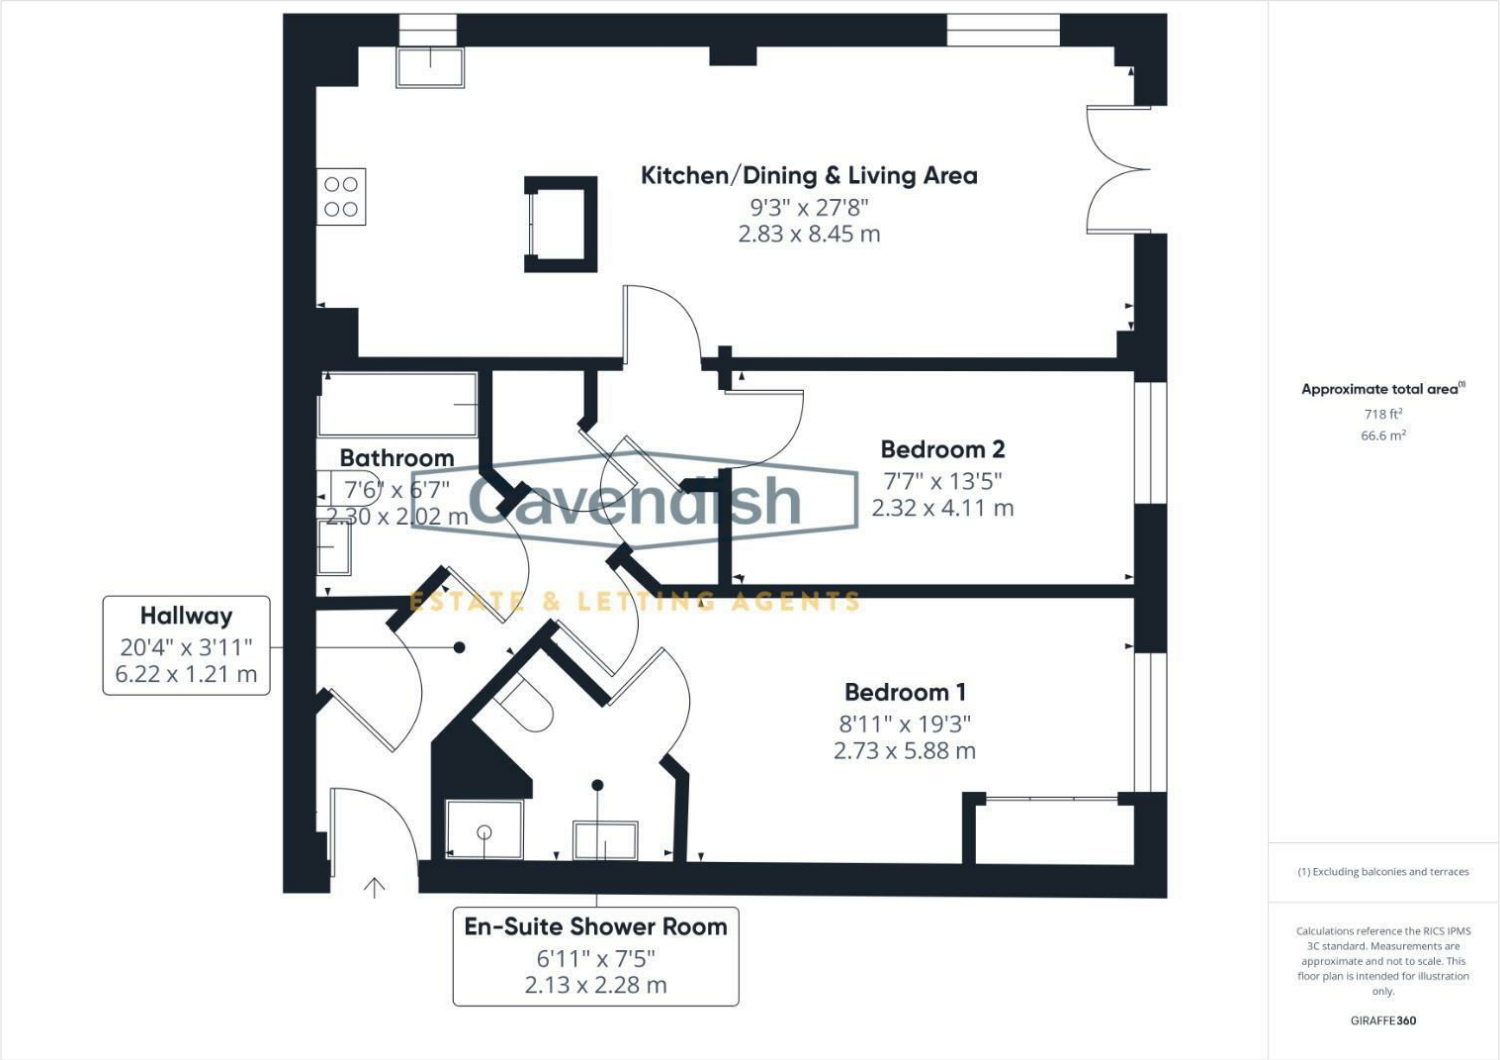 Kitchen/Dining & Living Area
9'3" x 27'8"
2.83 x 8.45 m
Approximate total area(1)
718 ft²
66.6 m²
Bathroom
7'6" x 6'7"
2.30 x 2.02 m
Bedroom 2
7'7" x 13'5"
2.32 x 4.11 m
Cavendish
ESTATE & LETTING AGENTS
Hallway
20'4" x 3'11"
6.22 x 1.21 m
Bedroom 1
8'11" x 19'3"
2.73 x 5.88 m
En-Suite Shower Room
6'11" x 7'5"
2.13 x 2.28 m
(1) Excluding balconies and terraces
Calculations reference the RICS IPMS
3C standard. Measurements are
approximate and not to scale. This
floor plan is intended for illustration
only.
GIRAFFE360